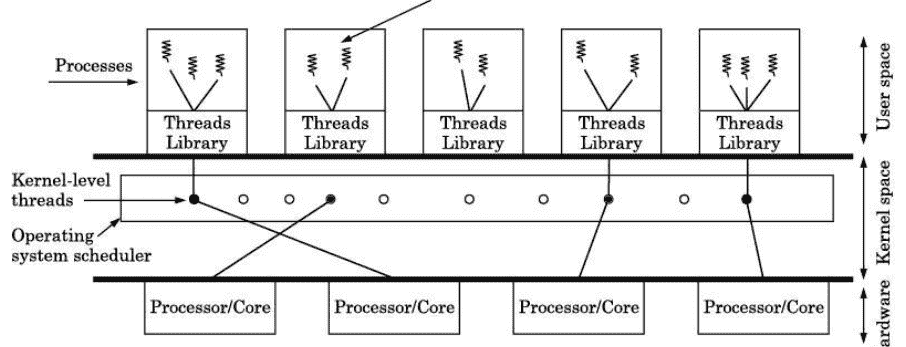 Processes
Threads
Library
Threads
Library
Threads
Library
Threads
Library
Threads
Library
User space
Kernel-level
threads
Operating
system scheduler
Kernel space
Processor/Core
Processor/Core
Processor/Core
Processor/Core
ardware